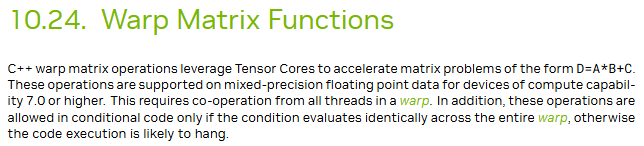 10.24. Warp Matrix Functions
C++ warp matrix operations leverage Tensor Cores to accelerate matrix problems of the form D=A*B+C.
These operations are supported on mixed-precision floating point data for devices of compute capabil-
ity 7.0 or higher. This requires co-operation from all threads in a warp. In addition, these operations are
allowed in conditional code only if the condition evaluates identically across the entire warp, otherwise
the code execution is likely to hang.